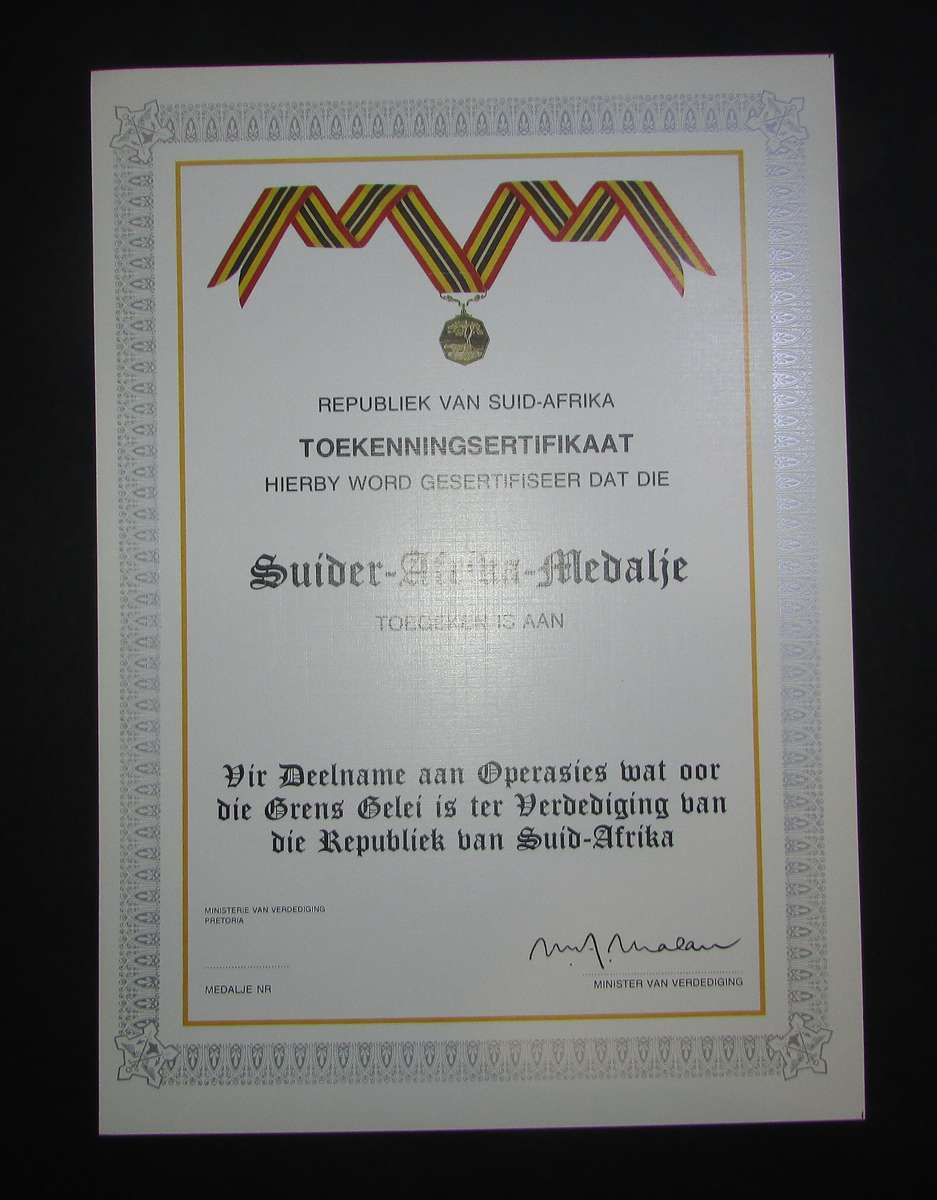 REPUBLIEK VAN SUID-AFRIKA
TOEKENNINGSERTIFIKAAT
HIERBY WORD GESERTIFISEER DAT DIE
Suider-Afrika-Medalje
TOEGEKEN IS AAN
Vir Deelname aan Operasies wat oor
die Grens Gelei is ter Verdediging van
die Republiek van Suid-Afrika
MINISTERIE VAN VERDEDIGING
PRETORIA
M.A. Malan
MEDALJE NR
MINISTER VAN VERDEDIGING